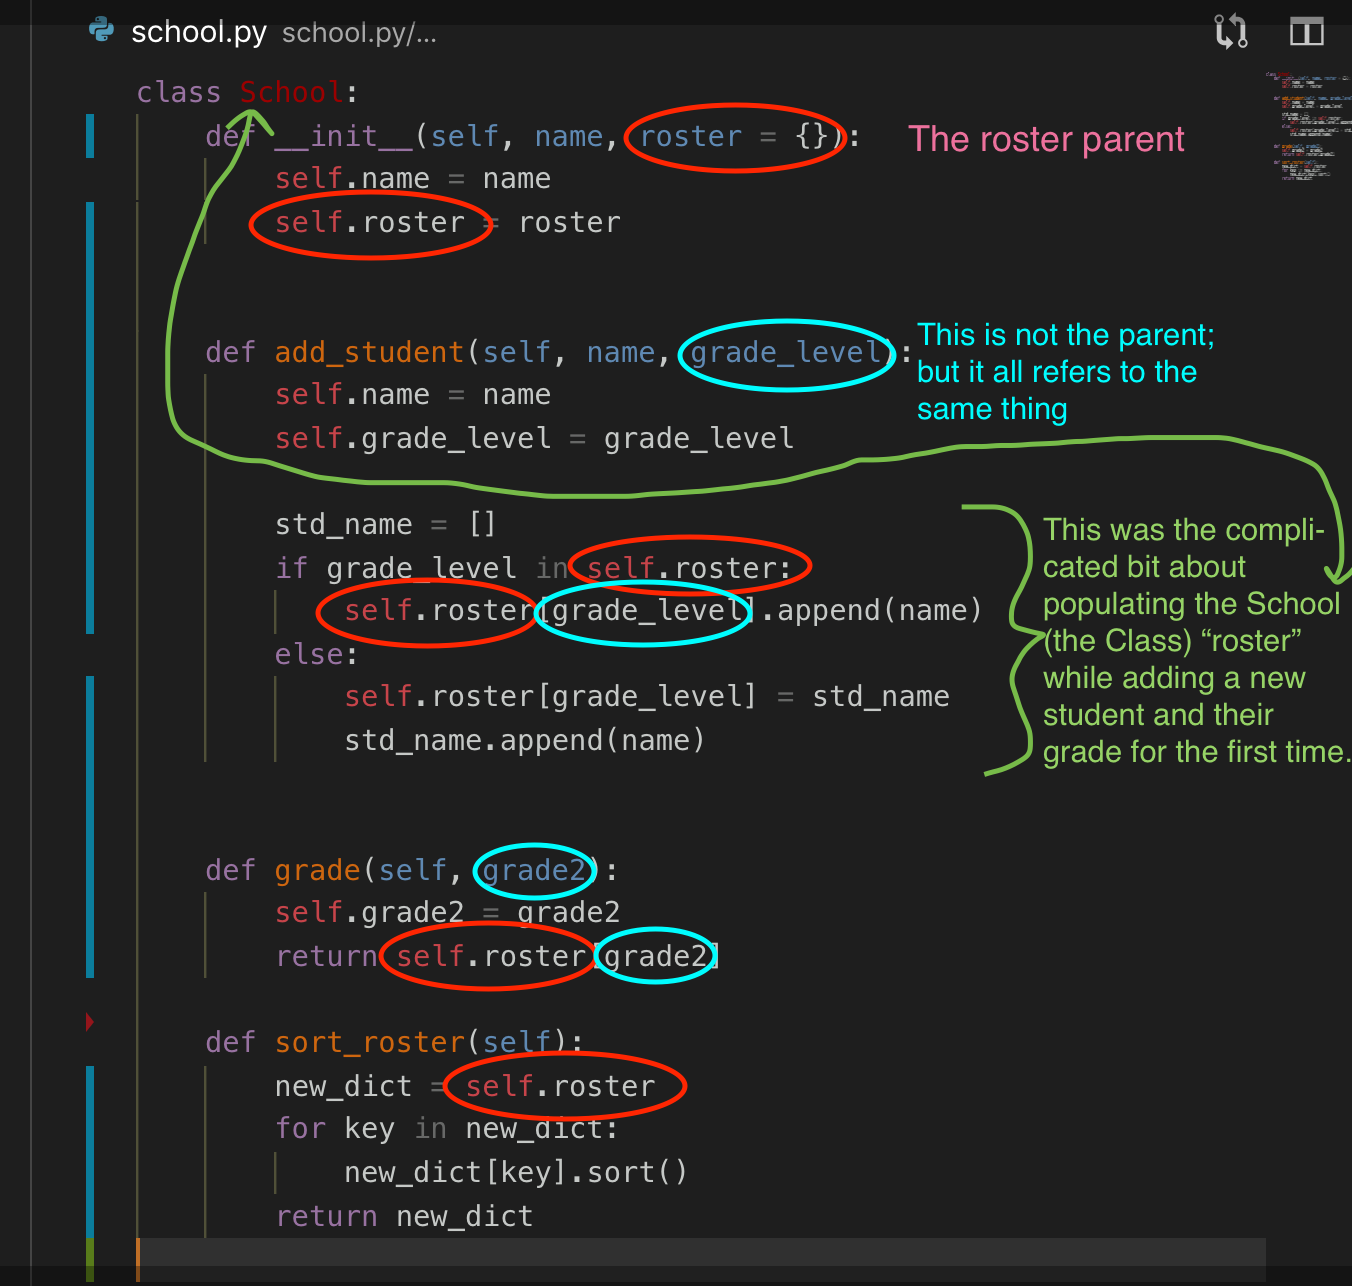 school.py school.py/...
class School:
def __init__(self, name, roster = {}):
The roster parent
self.name = name
self.roster = roster
def add_student(self, name, grade_level):
This is not the parent;
but it all refers to the
same thing
self.name = name
self.grade_level = grade_level
std_name = []
if grade_level in self.roster:
self.roster[grade_level].append(name)
else:
self.roster[grade_level] = std_name
std_name.append(name)
This was the compli-
cated bit about
populating the School
(the Class) “roster”
while adding a new
student and their
grade for the first time.
def grade(self, grade2):
self.grade2 = grade2
return self.roster[grade2]
def sort_roster(self):
new_dict = self.roster
for key in new_dict:
new_dict[key].sort()
return new_dict